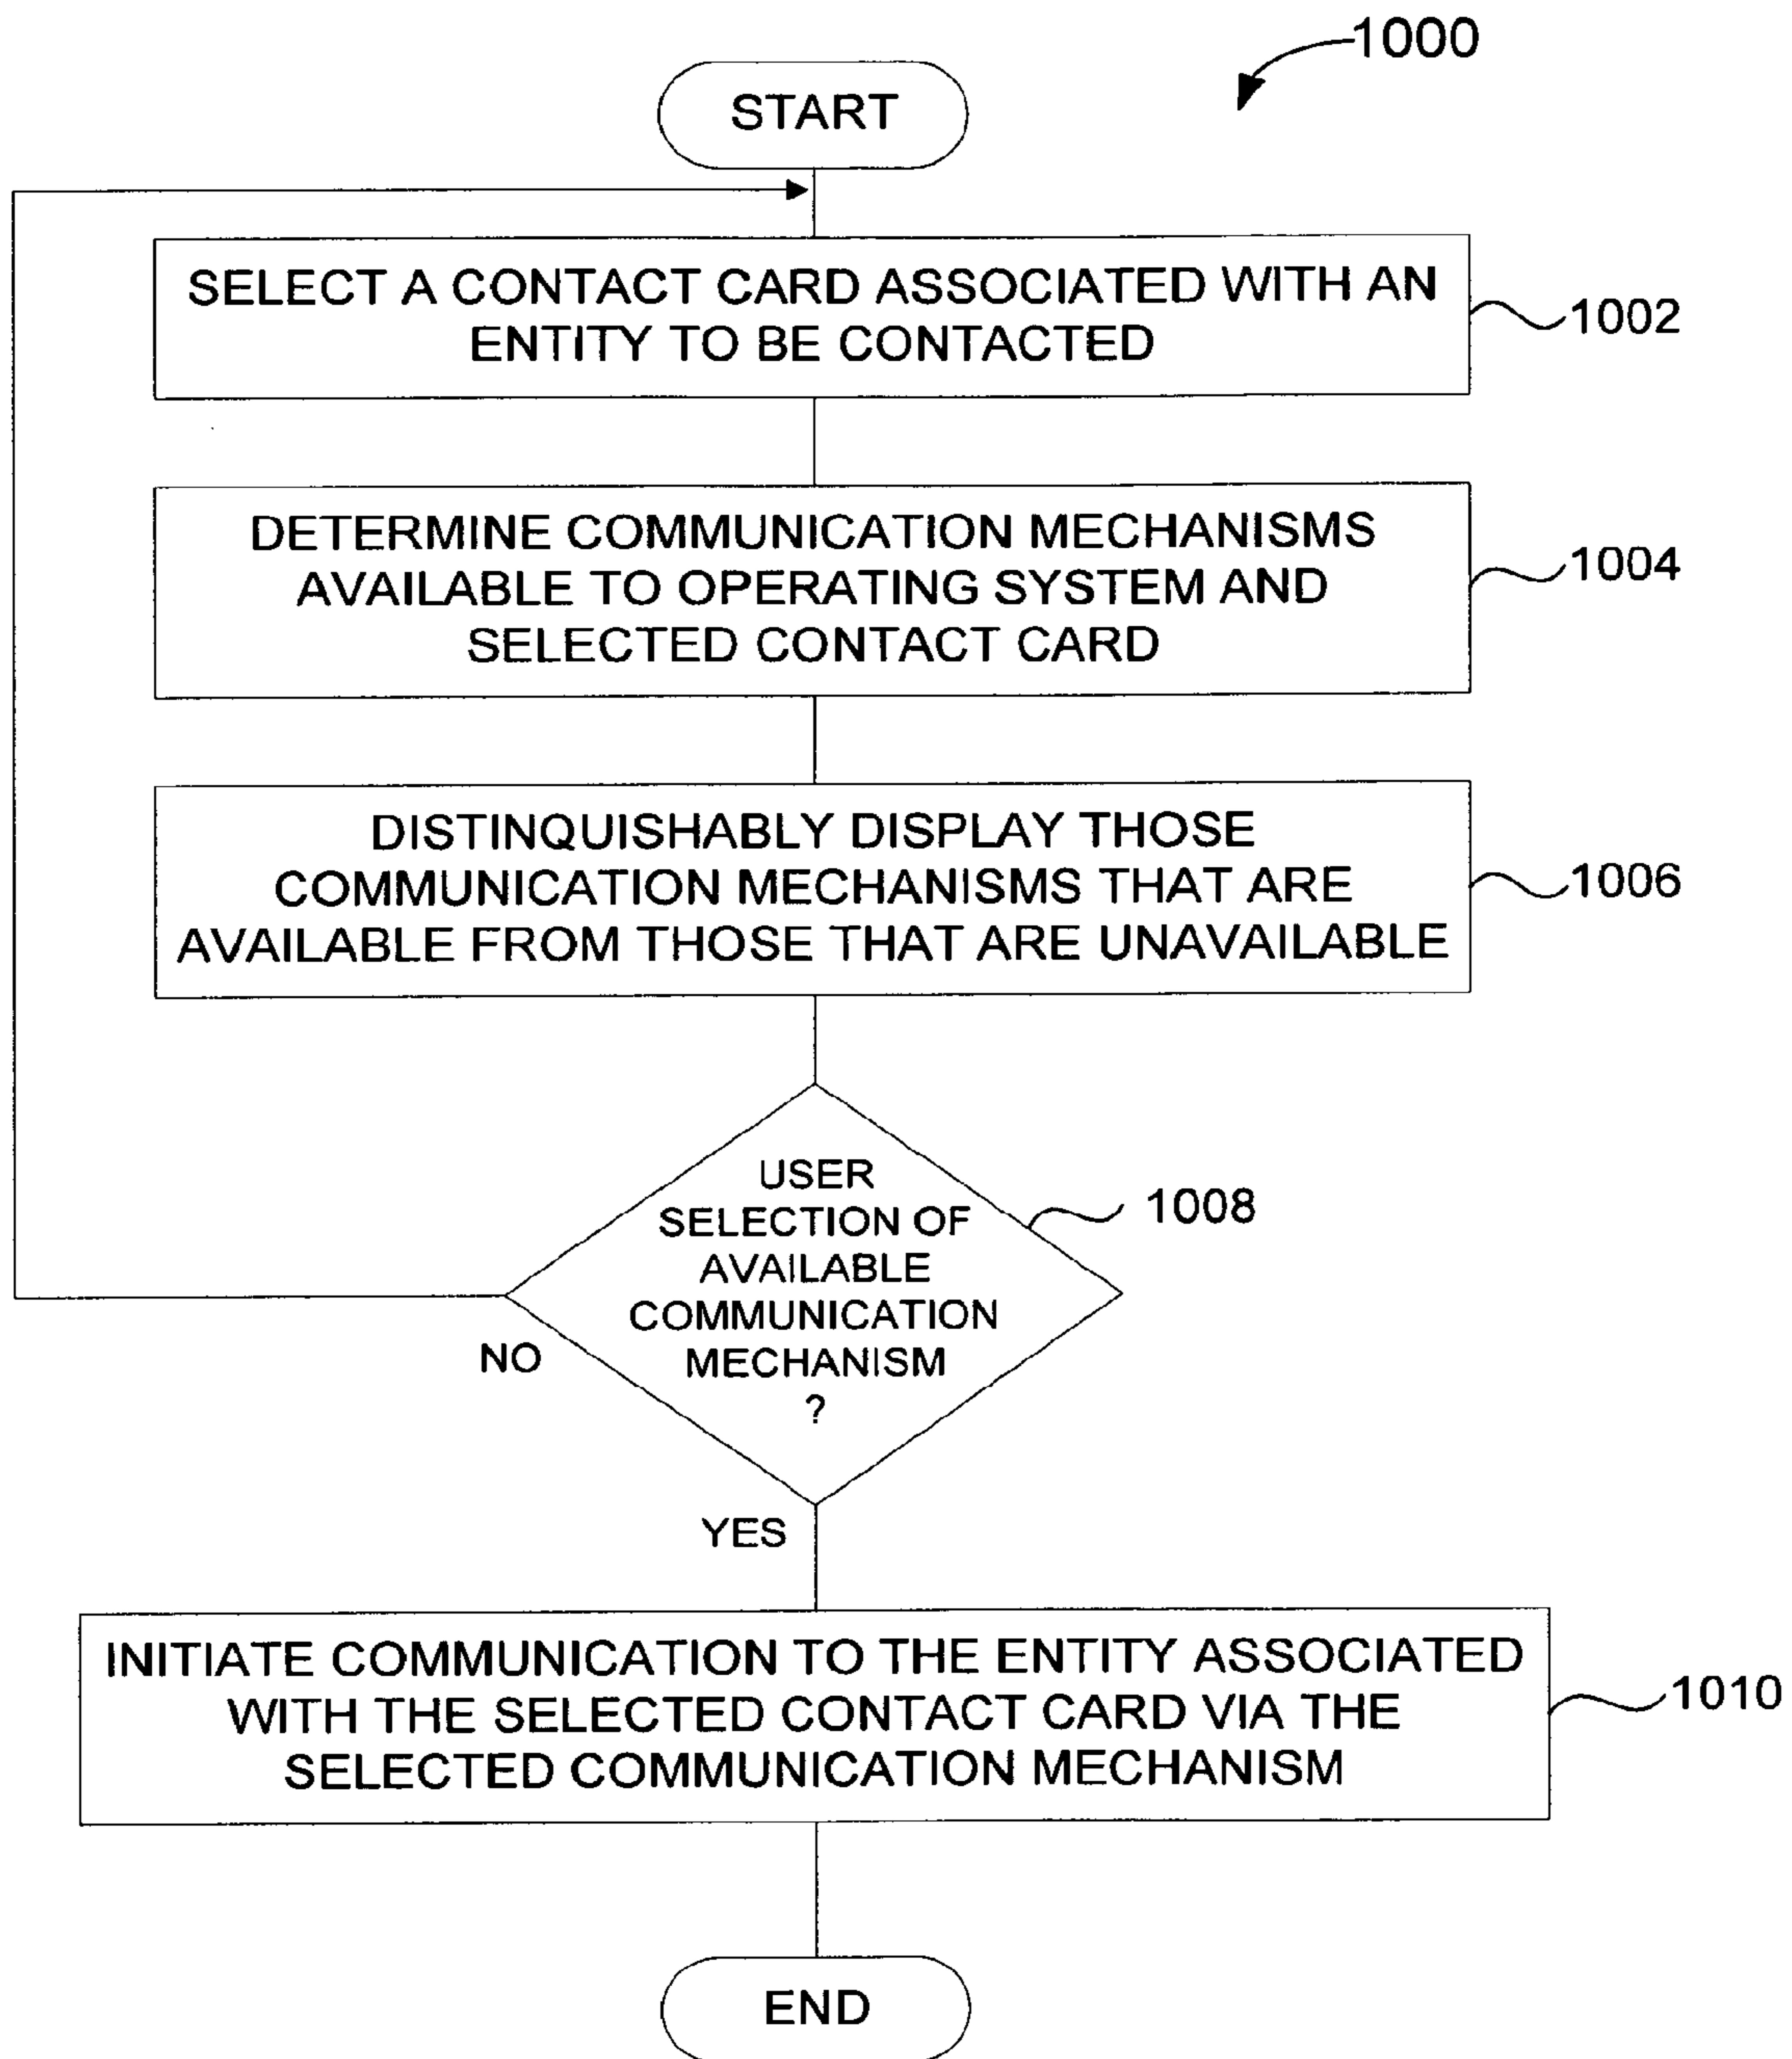 1000
START
SELECT A CONTACT CARD ASSOCIATED WITH AN
ENTITY TO BE CONTACTED
1002
DETERMINE COMMUNICATION MECHANISMS
AVAILABLE TO OPERATING SYSTEM AND
SELECTED CONTACT CARD
1004
DISTINQUISHABLY DISPLAY THOSE
COMMUNICATION MECHANISMS THAT ARE
AVAILABLE FROM THOSE THAT ARE UNAVAILABLE
1006
USER
SELECTION OF
AVAILABLE
COMMUNICATION
MECHANISM
?
1008
NO
YES
INITIATE COMMUNICATION TO THE ENTITY ASSOCIATED
WITH THE SELECTED CONTACT CARD VIA THE
SELECTED COMMUNICATION MECHANISM
1010
END